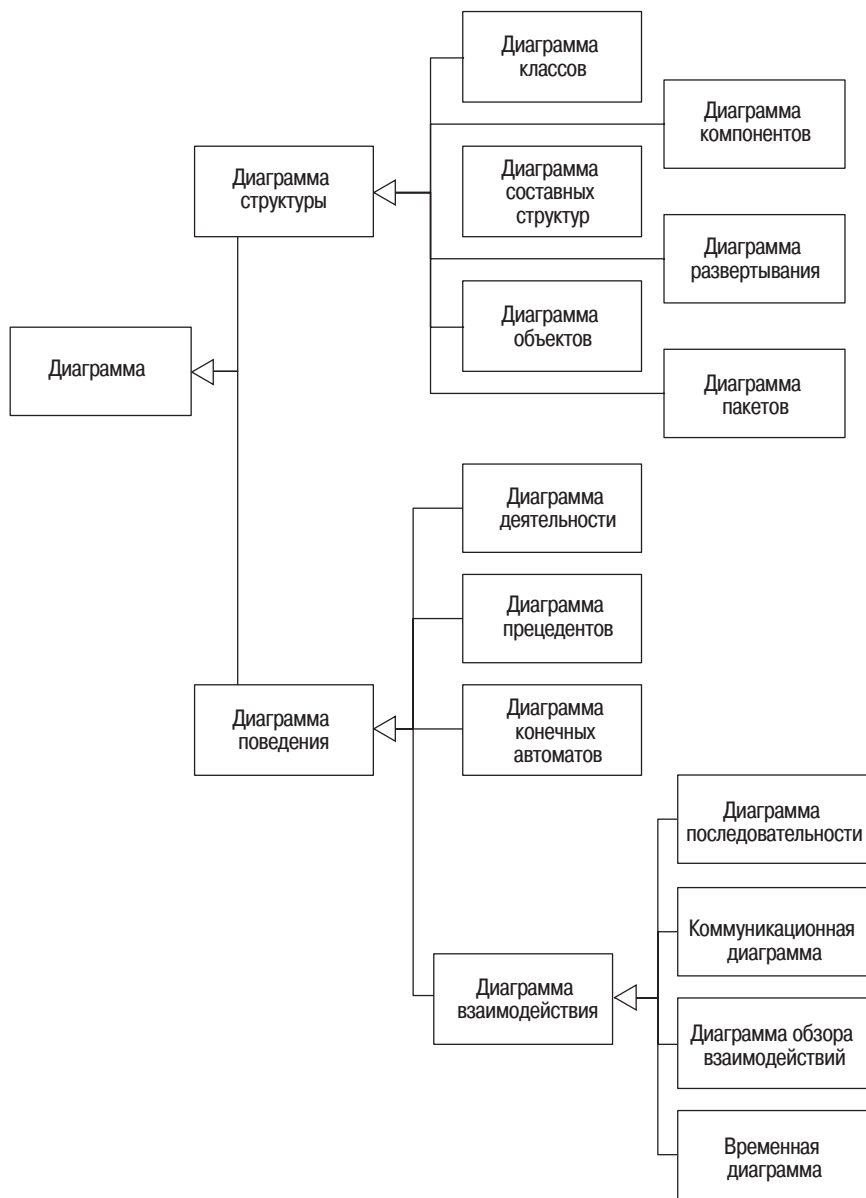 Диаграмма
классов
Диаграмма
компонентов
Диаграмма
структуры
Диаграмма
составных
структур
Диаграмма
развертывания
Диаграмма
объектов
Диаграмма
Диаграмма
пакетов
Диаграмма
деятельности
Диаграмма
прецедентов
Диаграмма
поведения
Диаграмма
конечных
автоматов
Диаграмма
последовательности
Коммуникационная
диаграмма
Диаграмма
взаимодействия
Диаграмма обзора
взаимодействий
Временная
диаграмма